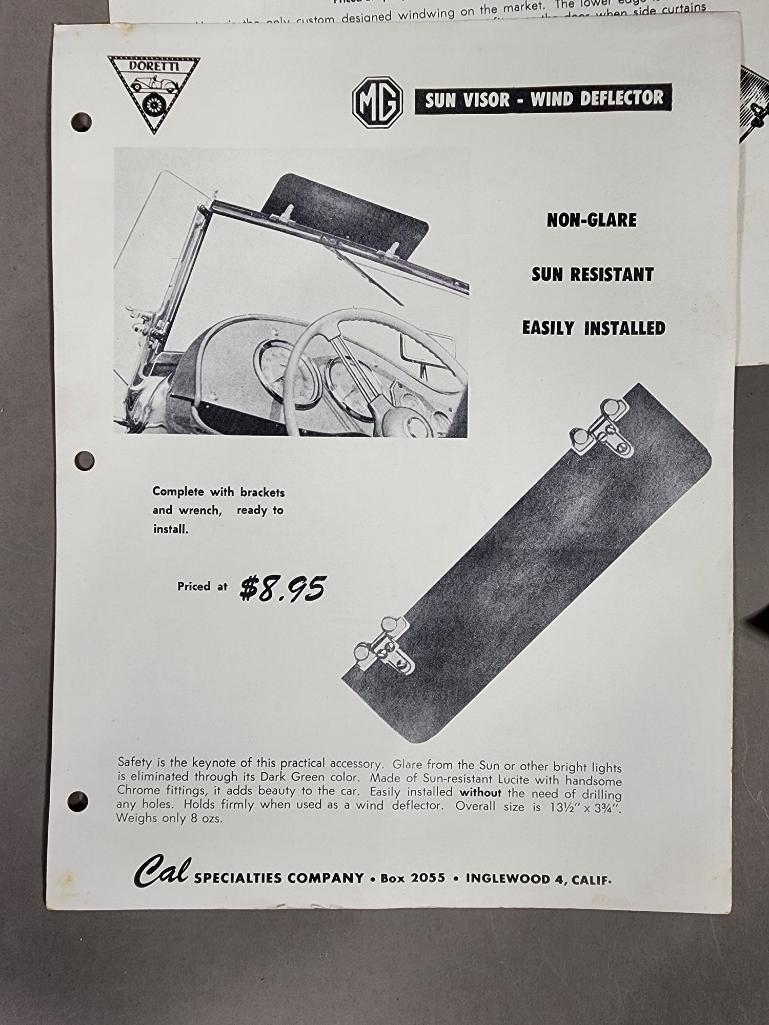 the only custom designed windwing on the market. The lower edge is
the door when side curtains
DORETTI
MG SUN VISOR - WIND DEFLECTOR
NON-GLARE
SUN RESISTANT
EASILY INSTALLED
Complete with brackets
and wrench, ready to
install.
Priced at $8.95
Safety is the keynote of this practical accessory. Glare from the Sun or other bright lights
is eliminated through its Dark Green color. Made of Sun-resistant Lucite with handsome
Chrome fittings, it adds beauty to the car. Easily installed without the need of drilling
any holes. Holds firmly when used as a wind deflector. Overall size is 13½" x 3¾".
Weighs only 8 ozs.
Cal SPECIALTIES COMPANY • Box 2055 • INGLEWOOD 4, CALIF.